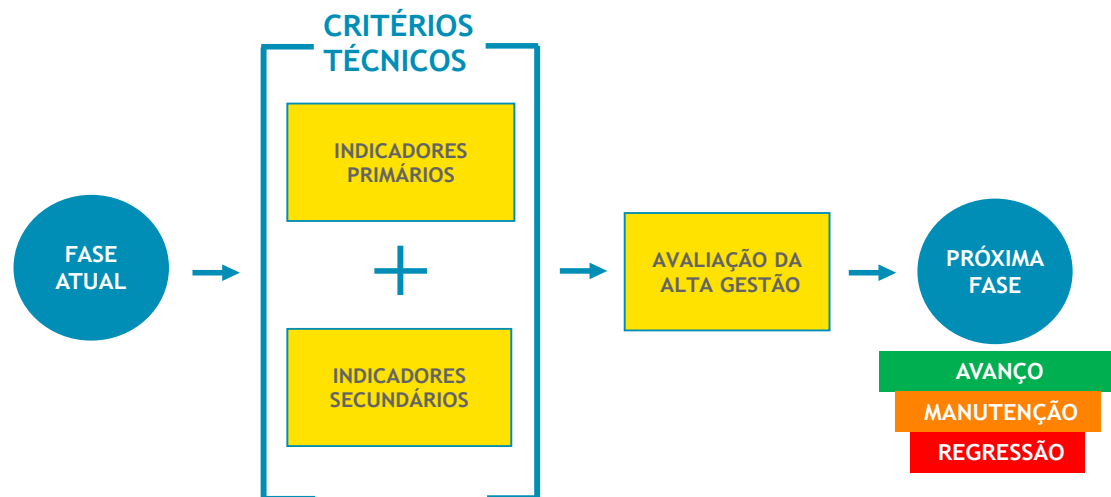 CRITÉRIOS
TÉCNICOS
FASE
ATUAL
INDICADORES
PRIMÁRIOS
+
INDICADORES
SECUNDÁRIOS
AVALIAÇÃO DA
ALTA GESTÃO
PRÓXIMA
FASE
AVANÇO
MANUTENÇÃO
REGRESSÃO